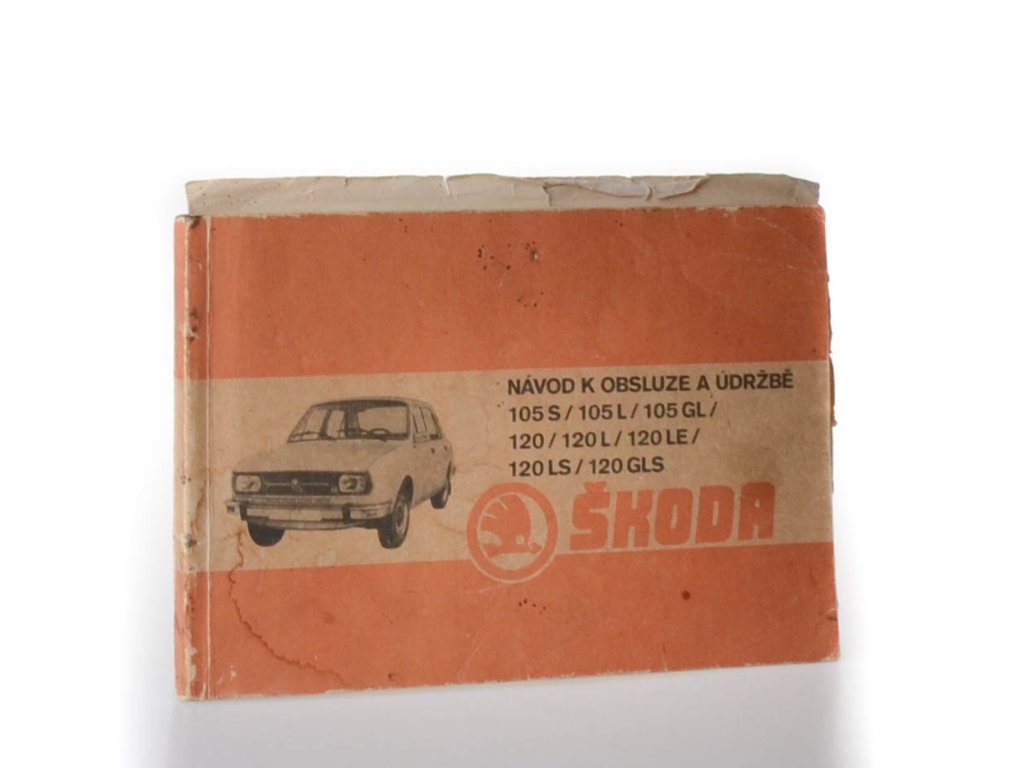 NÁVOD K OBSLUZE A ÚDRŽBĚ
105 S / 105 L / 105 GL /
120 / 120 L / 120 LE /
120 LS / 120 GLS
ŠKODA